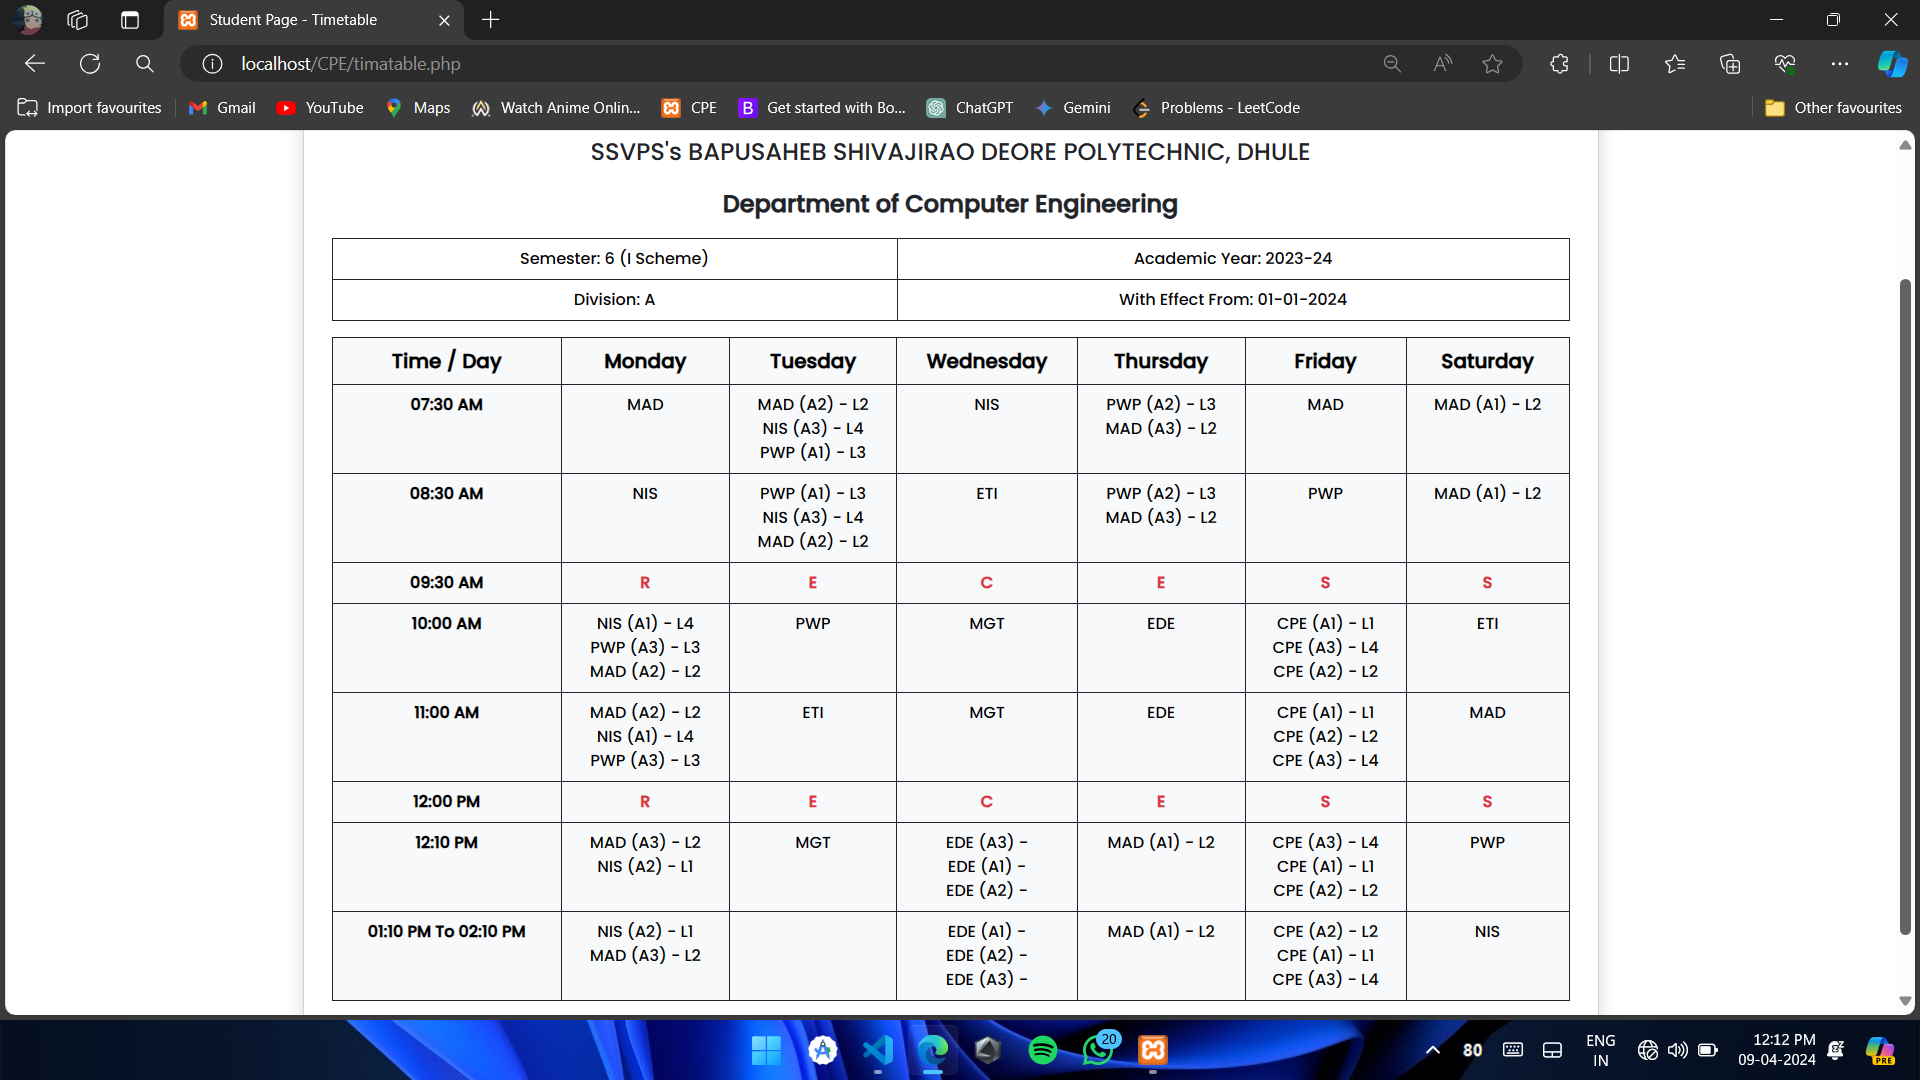 Student Page - Timetable
localhost/CPE/timatable.php
Import favourites
Gmail
YouTube
Maps
Watch Anime Onlin...
CPE
Get started with Bo...
ChatGPT
Gemini
Problems - LeetCode
Other favourites
SSVPS's BAPUSAHEB SHIVAJIRAO DEORE POLYTECHNIC, DHULE
Department of Computer Engineering
Semester: 6 (I Scheme)
Academic Year: 2023-24
Division: A
With Effect From: 01-01-2024
Time / Day
Monday
Tuesday
Wednesday
Thursday
Friday
Saturday
07:30 AM
MAD
MAD (A2) - L2
NIS (A3) - L4
PWP (A1) - L3
NIS
PWP (A2) - L3
MAD (A3) - L2
MAD
MAD (A1) - L2
08:30 AM
NIS
PWP (A1) - L3
NIS (A3) - L4
MAD (A2) - L2
ETI
PWP (A2) - L3
MAD (A3) - L2
PWP
MAD (A1) - L2
09:30 AM
R
E
C
E
S
S
10:00 AM
NIS (A1) - L4
PWP (A3) - L3
MAD (A2) - L2
PWP
MGT
EDE
CPE (A1) - L1
CPE (A3) - L4
CPE (A2) - L2
ETI
11:00 AM
MAD (A2) - L2
NIS (A1) - L4
PWP (A3) - L3
ETI
MGT
EDE
CPE (A1) - L1
CPE (A2) - L2
CPE (A3) - L4
MAD
12:00 PM
R
E
C
E
S
S
12:10 PM
MAD (A3) - L2
NIS (A2) - L1
MGT
EDE (A3) -
EDE (A1) -
EDE (A2) -
MAD (A1) - L2
CPE (A3) - L4
CPE (A1) - L1
CPE (A2) - L2
PWP
01:10 PM To 02:10 PM
NIS (A2) - L1
MAD (A3) - L2
EDE (A1) -
EDE (A2) -
EDE (A3) -
MAD (A1) - L2
CPE (A2) - L2
CPE (A1) - L1
CPE (A3) - L4
NIS
20
80
ENG
IN
12:12 PM
09-04-2024
PRE